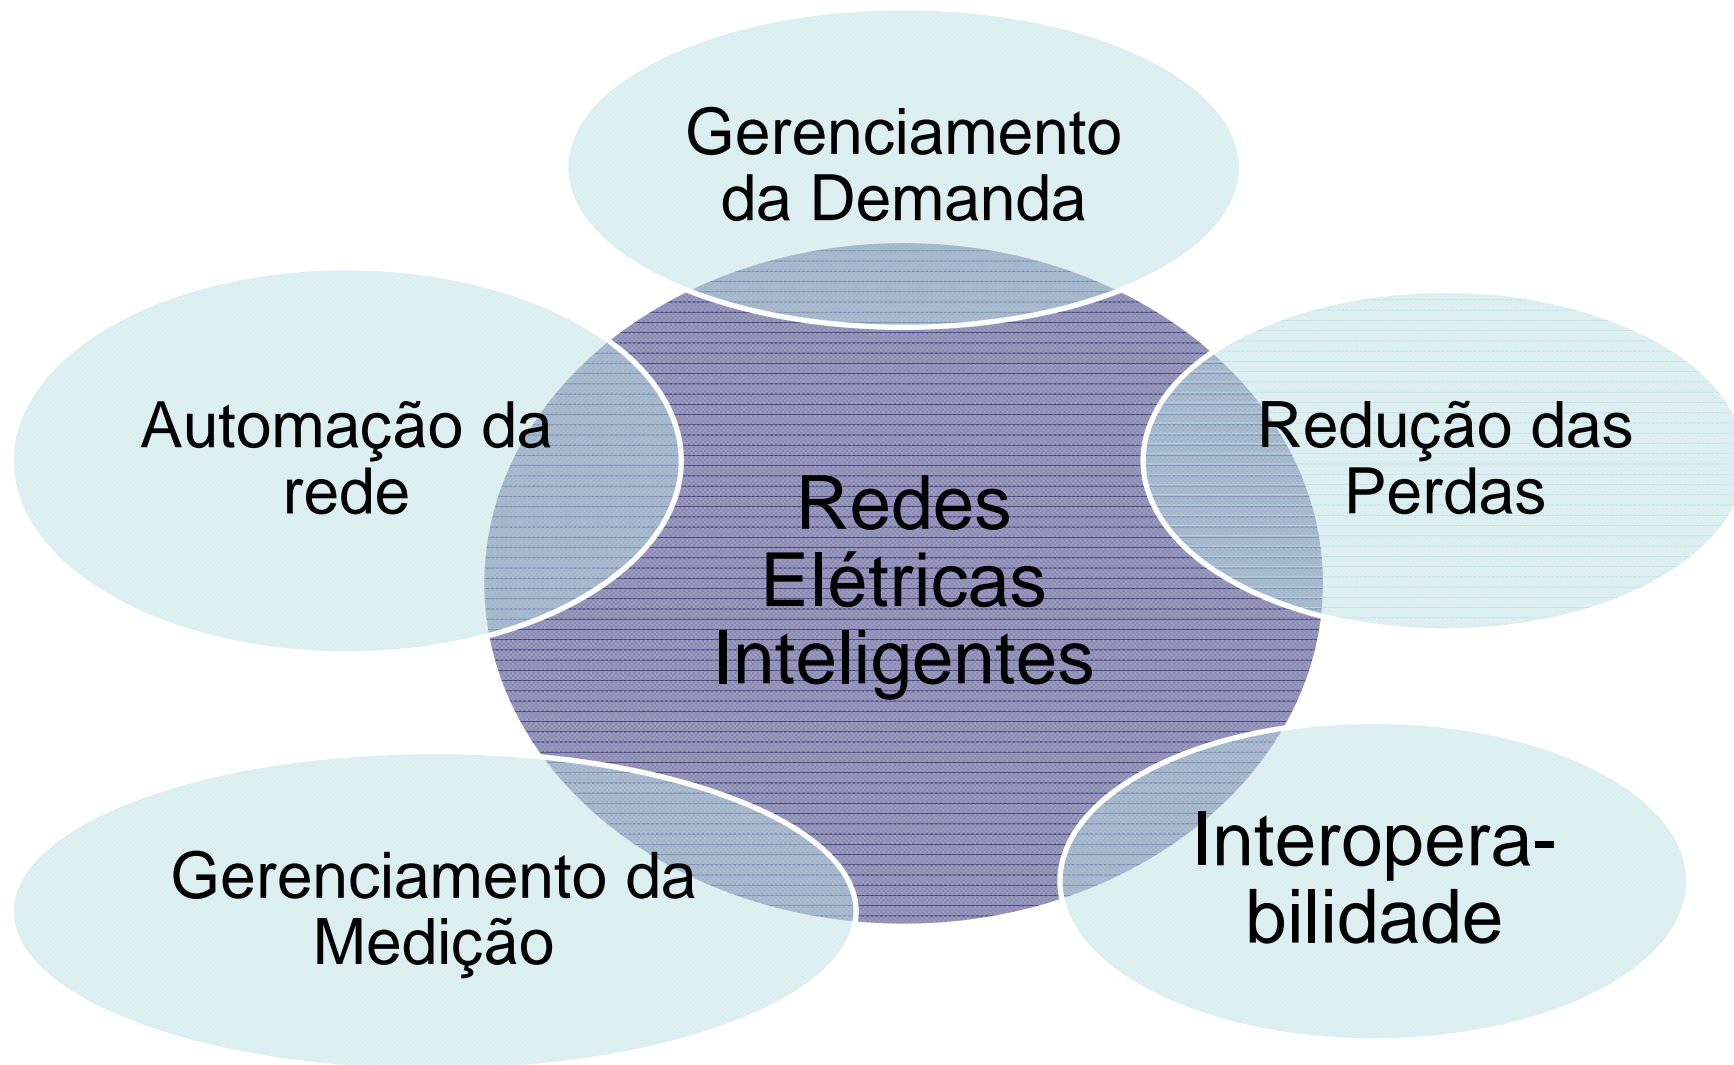 Gerenciamento
da Demanda
Automação da
rede
Redução das
Perdas
Redes
Elétricas
Inteligentes
Gerenciamento da
Medição
Interopera-
bilidade